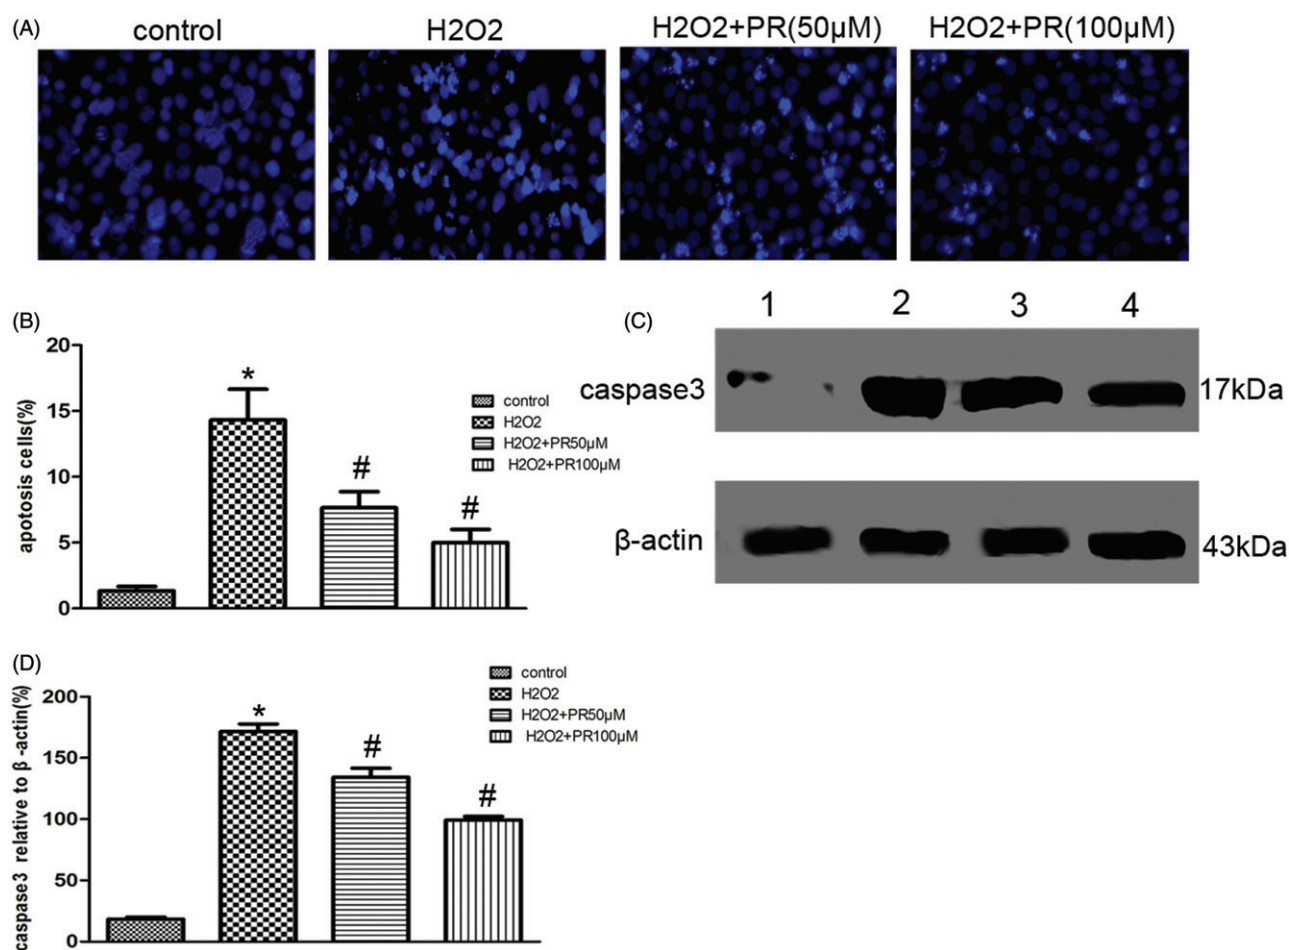 (A)
control
H2O2
H2O2+PR(50μM)
H2O2+PR(100μM)
(B)
20
15
10
5
0
apotosis cells(%)
*
#
#
control
H2O2
H2O2+PR50μM
H2O2+PR100μM
(C)
1 2 3 4
caspase3
17kDa
β-actin
43kDa
(D)
200
150
100
50
0
caspase3 relative to β -actin(%)
*
#
#
control
H2O2
H2O2+PR50μM
H2O2+PR100μM